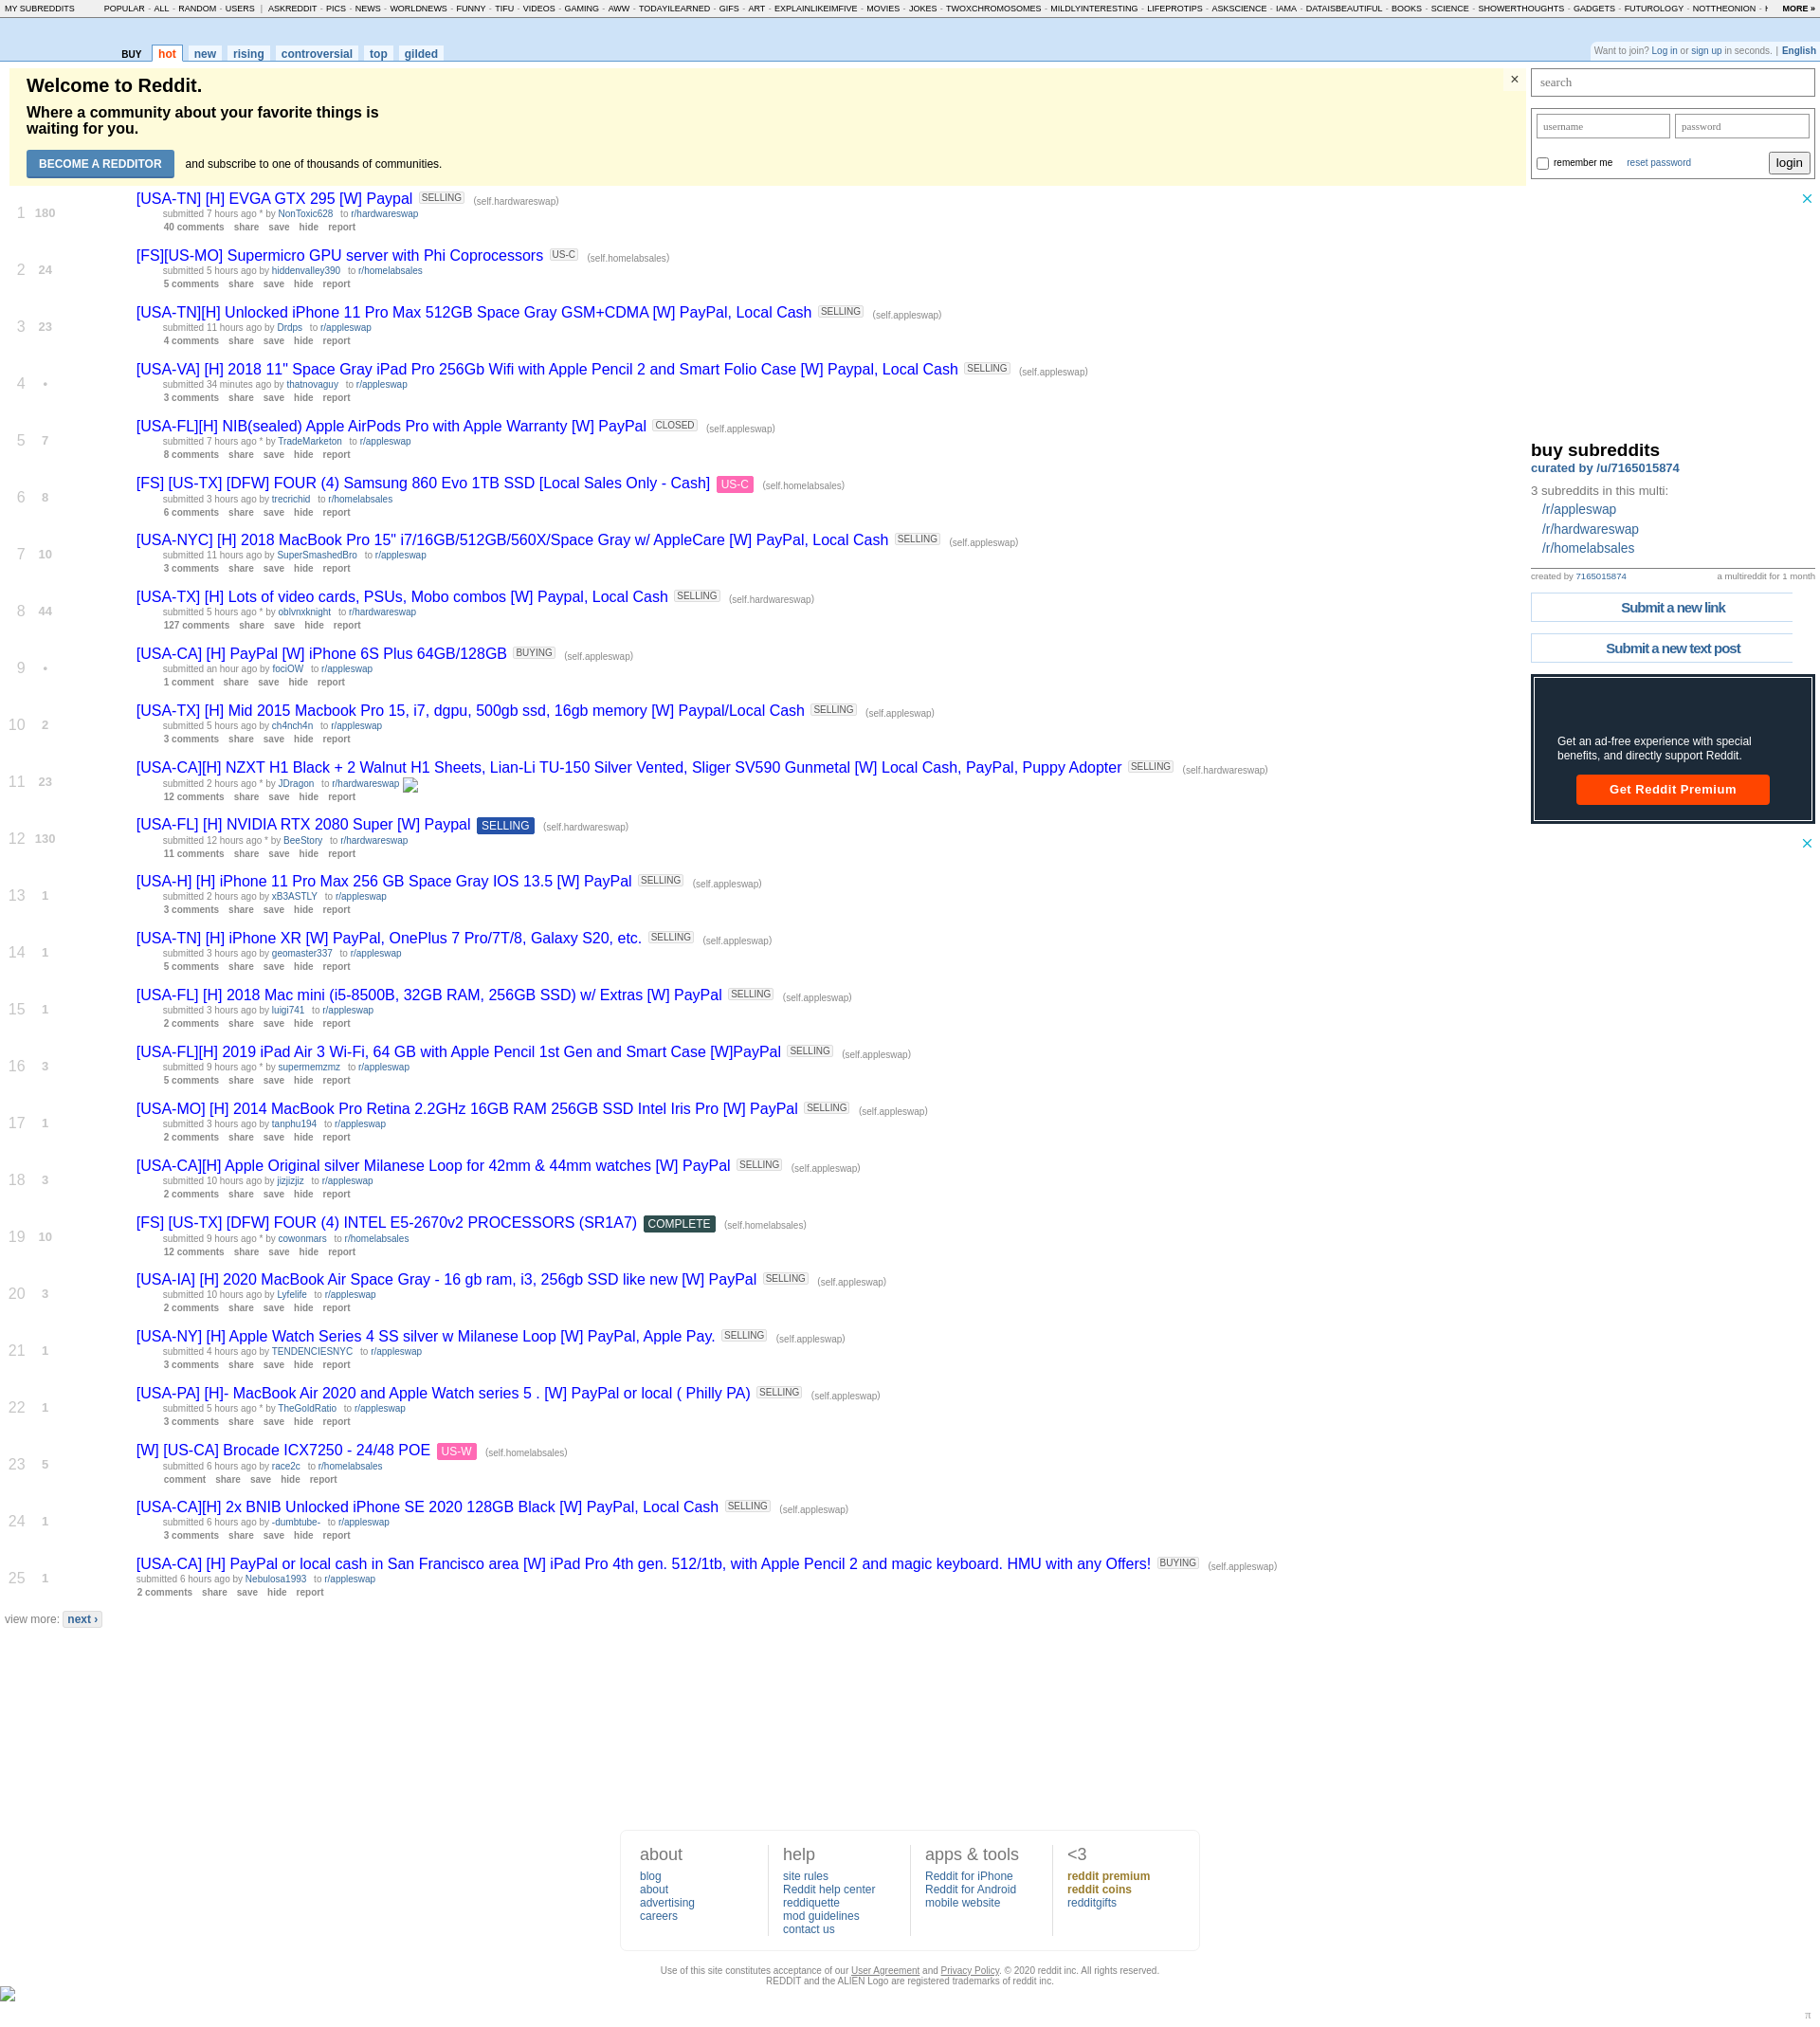 MY SUBREDDITS POPULAR - ALL - RANDOM - USERS | ASKREDDIT - PICS - NEWS - WORLDNEWS - FUNNY - TIFU - VIDEOS - GAMING - AWW - TODAYILEARNED - GIFS - ART - EXPLAINLIKEIMFIVE - MOVIES - JOKES - TWOXCHROMOSOMES - MILDLYINTERESTING - LIFEPROTIPS - ASKSCIENCE - IAMA - DATAISBEAUTIFUL - BOOKS - SCIENCE - SHOWERTHOUGHTS - GADGETS - FUTUROLOGY - NOTTHEONION - MORE »
BUY hot new rising controversial top gilded
Want to join? Log in or sign up in seconds. | English
Welcome to Reddit.
Where a community about your favorite things is
waiting for you.
BECOME A REDDITOR and subscribe to one of thousands of communities.
×
search
username password
remember me reset password login
1 180 [USA-TN] [H] EVGA GTX 295 [W] Paypal SELLING (self.hardwareswap)
submitted 7 hours ago * by NonToxic628 to r/hardwareswap
40 comments share save hide report
2 24 [FS][US-MO] Supermicro GPU server with Phi Coprocessors US-C (self.homelabsales)
submitted 5 hours ago by hiddenvalley390 to r/homelabsales
5 comments share save hide report
3 23 [USA-TN][H] Unlocked iPhone 11 Pro Max 512GB Space Gray GSM+CDMA [W] PayPal, Local Cash SELLING (self.appleswap)
submitted 11 hours ago by Drdps to r/appleswap
4 comments share save hide report
4 • [USA-VA] [H] 2018 11" Space Gray iPad Pro 256Gb Wifi with Apple Pencil 2 and Smart Folio Case [W] Paypal, Local Cash SELLING (self.appleswap)
submitted 34 minutes ago by thatnovaguy to r/appleswap
3 comments share save hide report
5 7 [USA-FL][H] NIB(sealed) Apple AirPods Pro with Apple Warranty [W] PayPal CLOSED (self.appleswap)
submitted 7 hours ago * by TradeMarketon to r/appleswap
8 comments share save hide report
6 8 [FS] [US-TX] [DFW] FOUR (4) Samsung 860 Evo 1TB SSD [Local Sales Only - Cash] US-C (self.homelabsales)
submitted 3 hours ago by trecrichid to r/homelabsales
6 comments share save hide report
7 10 [USA-NYC] [H] 2018 MacBook Pro 15" i7/16GB/512GB/560X/Space Gray w/ AppleCare [W] PayPal, Local Cash SELLING (self.appleswap)
submitted 11 hours ago by SuperSmashedBro to r/appleswap
3 comments share save hide report
8 44 [USA-TX] [H] Lots of video cards, PSUs, Mobo combos [W] Paypal, Local Cash SELLING (self.hardwareswap)
submitted 5 hours ago * by oblvnxknight to r/hardwareswap
127 comments share save hide report
9 • [USA-CA] [H] PayPal [W] iPhone 6S Plus 64GB/128GB BUYING (self.appleswap)
submitted an hour ago by fociOW to r/appleswap
1 comment share save hide report
10 2 [USA-TX] [H] Mid 2015 Macbook Pro 15, i7, dgpu, 500gb ssd, 16gb memory [W] Paypal/Local Cash SELLING (self.appleswap)
submitted 5 hours ago by ch4nch4n to r/appleswap
3 comments share save hide report
11 23 [USA-CA][H] NZXT H1 Black + 2 Walnut H1 Sheets, Lian-Li TU-150 Silver Vented, Sliger SV590 Gunmetal [W] Local Cash, PayPal, Puppy Adopter SELLING (self.hardwareswap)
submitted 2 hours ago * by JDragon to r/hardwareswap
12 comments share save hide report
12 130 [USA-FL] [H] NVIDIA RTX 2080 Super [W] Paypal SELLING (self.hardwareswap)
submitted 12 hours ago * by BeeStory to r/hardwareswap
11 comments share save hide report
13 1 [USA-H] [H] iPhone 11 Pro Max 256 GB Space Gray IOS 13.5 [W] PayPal SELLING (self.appleswap)
submitted 2 hours ago by xB3ASTLY to r/appleswap
3 comments share save hide report
14 1 [USA-TN] [H] iPhone XR [W] PayPal, OnePlus 7 Pro/7T/8, Galaxy S20, etc. SELLING (self.appleswap)
submitted 3 hours ago by geomaster337 to r/appleswap
5 comments share save hide report
15 1 [USA-FL] [H] 2018 Mac mini (i5-8500B, 32GB RAM, 256GB SSD) w/ Extras [W] PayPal SELLING (self.appleswap)
submitted 3 hours ago by luigi741 to r/appleswap
2 comments share save hide report
16 3 [USA-FL][H] 2019 iPad Air 3 Wi-Fi, 64 GB with Apple Pencil 1st Gen and Smart Case [W]PayPal SELLING (self.appleswap)
submitted 9 hours ago * by supermemzmz to r/appleswap
5 comments share save hide report
17 1 [USA-MO] [H] 2014 MacBook Pro Retina 2.2GHz 16GB RAM 256GB SSD Intel Iris Pro [W] PayPal SELLING (self.appleswap)
submitted 3 hours ago by tanphu194 to r/appleswap
2 comments share save hide report
18 3 [USA-CA][H] Apple Original silver Milanese Loop for 42mm & 44mm watches [W] PayPal SELLING (self.appleswap)
submitted 10 hours ago by jizjizjiz to r/appleswap
2 comments share save hide report
19 10 [FS] [US-TX] [DFW] FOUR (4) INTEL E5-2670v2 PROCESSORS (SR1A7) COMPLETE (self.homelabsales)
submitted 9 hours ago * by cowonmars to r/homelabsales
12 comments share save hide report
20 3 [USA-IA] [H] 2020 MacBook Air Space Gray - 16 gb ram, i3, 256gb SSD like new [W] PayPal SELLING (self.appleswap)
submitted 10 hours ago by Lyfelife to r/appleswap
2 comments share save hide report
21 1 [USA-NY] [H] Apple Watch Series 4 SS silver w Milanese Loop [W] PayPal, Apple Pay. SELLING (self.appleswap)
submitted 4 hours ago by TENDENCIESNYC to r/appleswap
3 comments share save hide report
22 1 [USA-PA] [H]- MacBook Air 2020 and Apple Watch series 5 . [W] PayPal or local ( Philly PA) SELLING (self.appleswap)
submitted 5 hours ago * by TheGoldRatio to r/appleswap
3 comments share save hide report
23 5 [W] [US-CA] Brocade ICX7250 - 24/48 POE US-W (self.homelabsales)
submitted 6 hours ago by race2c to r/homelabsales
comment share save hide report
24 1 [USA-CA][H] 2x BNIB Unlocked iPhone SE 2020 128GB Black [W] PayPal, Local Cash SELLING (self.appleswap)
submitted 6 hours ago by -dumbtube- to r/appleswap
3 comments share save hide report
25 1 [USA-CA] [H] PayPal or local cash in San Francisco area [W] iPad Pro 4th gen. 512/1tb, with Apple Pencil 2 and magic keyboard. HMU with any Offers! BUYING (self.appleswap)
submitted 6 hours ago by Nebulosa1993 to r/appleswap
2 comments share save hide report
view more: next ›
buy subreddits
curated by /u/7165015874
3 subreddits in this multi:
/r/appleswap
/r/hardwareswap
/r/homelabsales
created by 7165015874 a multireddit for 1 month
Submit a new link
Submit a new text post
Get an ad-free experience with special
benefits, and directly support Reddit.
Get Reddit Premium
about
blog
about
advertising
careers
help
site rules
Reddit help center
reddiquette
mod guidelines
contact us
apps & tools
Reddit for iPhone
Reddit for Android
mobile website
<3
reddit premium
reddit coins
redditgifts
Use of this site constitutes acceptance of our User Agreement and Privacy Policy. © 2020 reddit inc. All rights reserved.
REDDIT and the ALIEN Logo are registered trademarks of reddit inc.
π